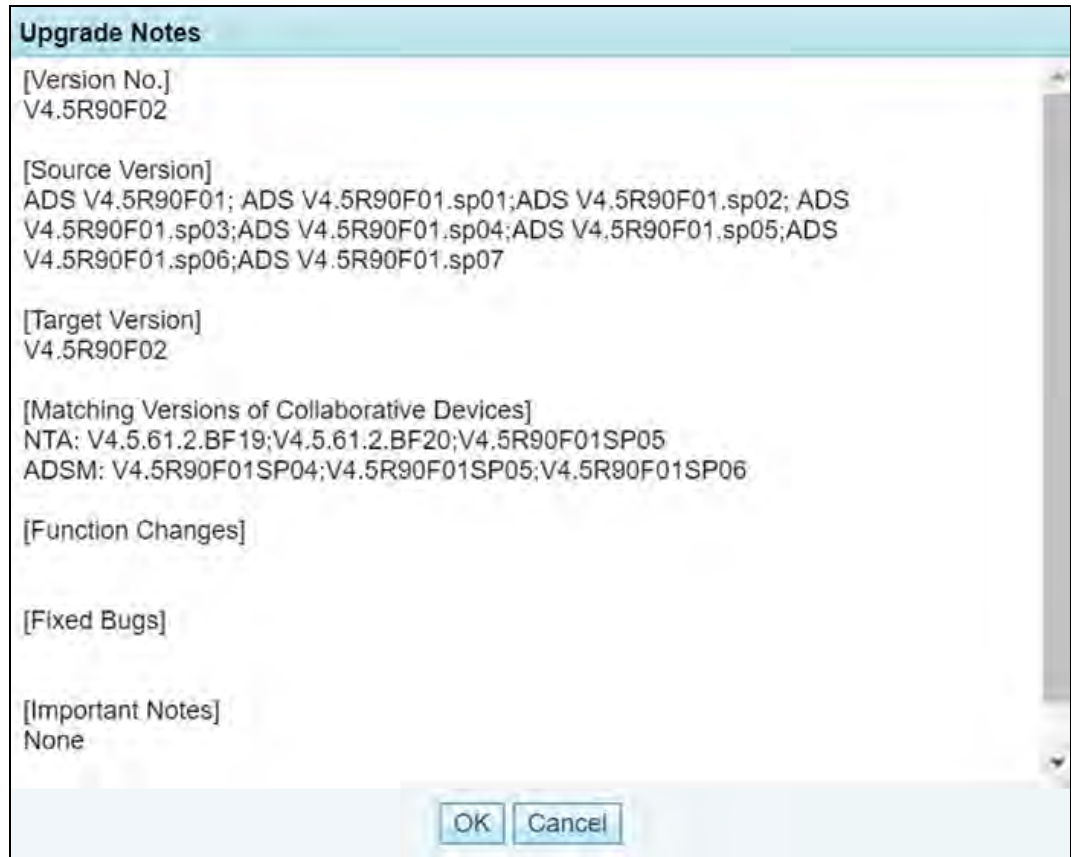 Upgrade Notes
[Version No.]
V4.5R90F02
[Source Version]
ADS V4.5R90F01; ADS V4.5R90F01.sp01;ADS V4.5R90F01.sp02; ADS
V4.5R90F01.sp03;ADS V4.5R90F01.sp04;ADS V4.5R90F01.sp05;ADS
V4.5R90F01.sp06;ADS V4.5R90F01.sp07
[Target Version]
V4.5R90F02
[Matching Versions of Collaborative Devices]
NTA: V4.5.61.2.BF19;V4.5.61.2.BF20;V4.5R90F01SP05
ADSM: V4.5R90F01SP04;V4.5R90F01SP05;V4.5R90F01SP06
[Function Changes]
[Fixed Bugs]
[Important Notes]
None
OK Cancel